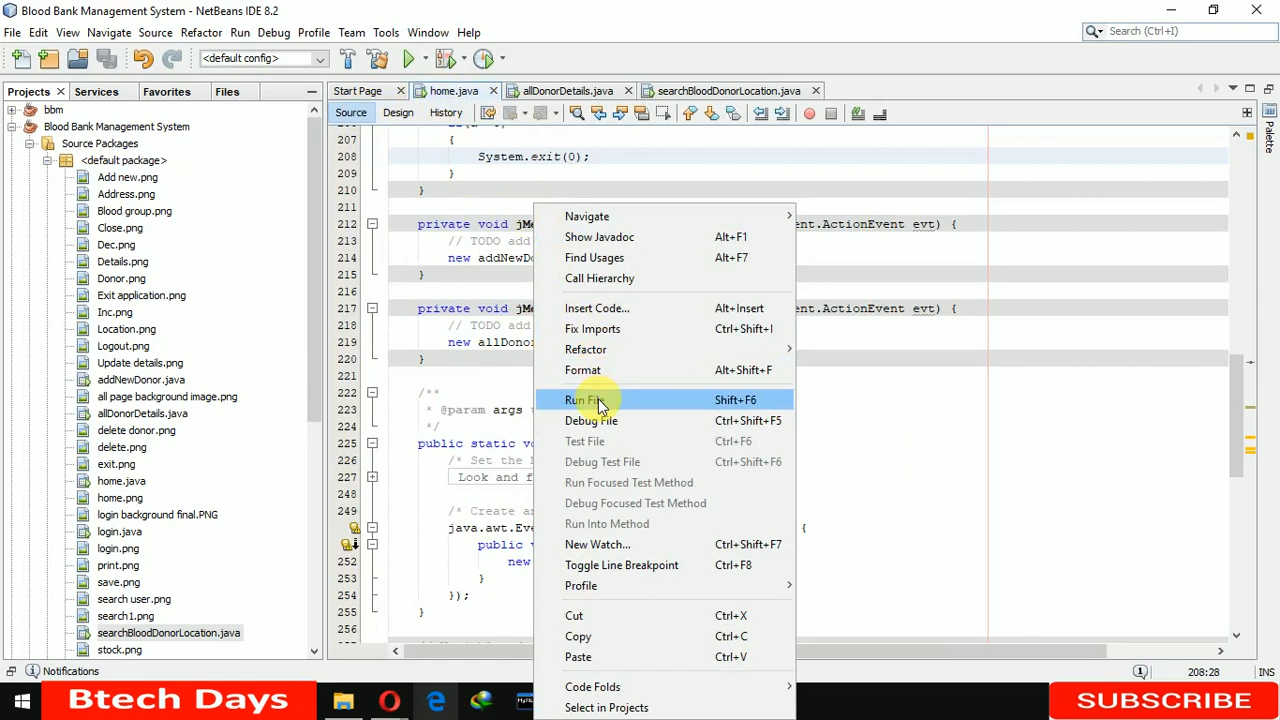 Blood Bank Management System - NetBeans IDE 8.2
File Edit View Navigate Source Refactor Run Debug Profile Team Tools Window Help
Search (Ctrl+I)
<default config>
Projects Services Favorites Files
Start Page home.java allDonorDetails.java searchBloodDonorLocation.java
Source Design History
Palette
bbm
Blood Bank Management System
Source Packages
<default package>
Add new.png
Address.png
Blood group.png
Close.png
Dec.png
Details.png
Donor.png
Exit application.png
Inc.png
Location.png
Logout.png
Update details.png
addNewDonor.java
all page background image.png
allDonorDetails.java
delete donor.png
delete.png
exit.png
home.java
home.png
login background final.PNG
login.java
login.png
print.png
save.png
search user.png
search1.png
searchBloodDonorLocation.java
stock.png
207 {
208 System.exit(0);
209 }
210 }
211
212 private void jMe nt.ActionEvent evt) {
213 // TODO add
214 new addNewDo
215 }
216
217 private void jMe nt.ActionEvent evt) {
218 // TODO add
219 new allDonor
220 }
221
222 /**
223 * @param args t
224 */
225 public static vo
226 /* Set the N
227 Look and f
248
249 /* Create an
java.awt.Eve {
public v
252 new
253 }
254 });
255 }
256
Navigate
Show Javadoc Alt+F1
Find Usages Alt+F7
Call Hierarchy
Insert Code... Alt+Insert
Fix Imports Ctrl+Shift+I
Refactor
Format Alt+Shift+F
Run File Shift+F6
Debug File Ctrl+Shift+F5
Test File Ctrl+F6
Debug Test File Ctrl+Shift+F6
Run Focused Test Method
Debug Focused Test Method
Run Into Method
New Watch... Ctrl+Shift+F7
Toggle Line Breakpoint Ctrl+F8
Profile
Cut Ctrl+X
Copy Ctrl+C
Paste Ctrl+V
Code Folds
Select in Projects
Notifications
1
208:28
Btech Days
SUBSCRIBE